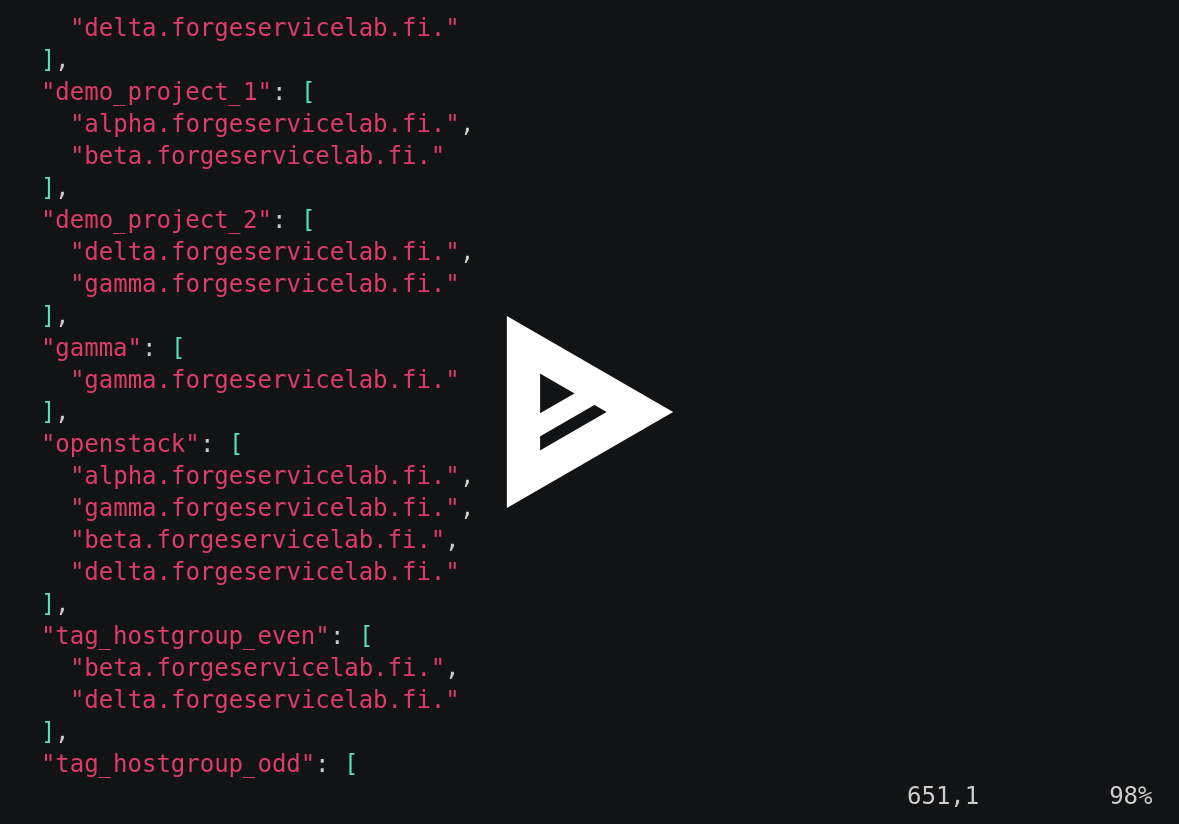 "delta.forgeservicelab.fi."
],
"demo_project_1": [
"alpha.forgeservicelab.fi.",
"beta.forgeservicelab.fi."
],
"demo_project_2": [
"delta.forgeservicelab.fi.",
"gamma.forgeservicelab.fi."
],
"gamma": [
"gamma.forgeservicelab.fi."
],
"openstack": [
"alpha.forgeservicelab.fi.",
"gamma.forgeservicelab.fi.",
"beta.forgeservicelab.fi.",
"delta.forgeservicelab.fi."
],
"tag_hostgroup_even": [
"beta.forgeservicelab.fi.",
"delta.forgeservicelab.fi."
],
"tag_hostgroup_odd": [
651,1 98%